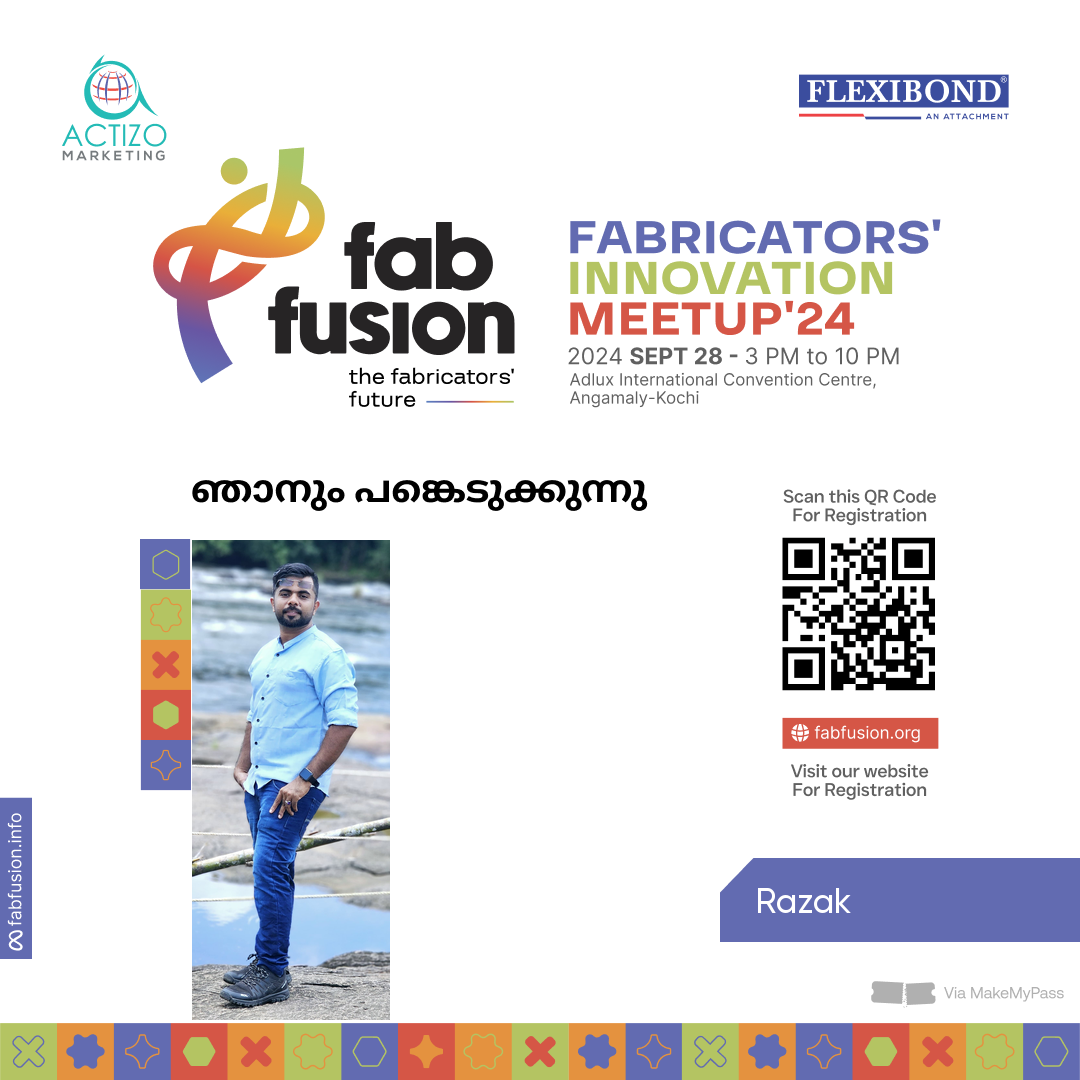 ACTIZO
MARKETING
FLEXIBOND®
AN ATTACHMENT
fab
fusion
the fabricators'
future
FABRICATORS'
INNOVATION
MEETUP'24
2024 SEPT 28 - 3 PM to 10 PM
Adlux International Convention Centre,
Angamaly-Kochi
ഞാനും പങ്കെടുക്കുന്നു
Scan this QR Code
For Registration
fabfusion.org
Visit our website
For Registration
fabfusion.info
Razak
Via MakeMyPass